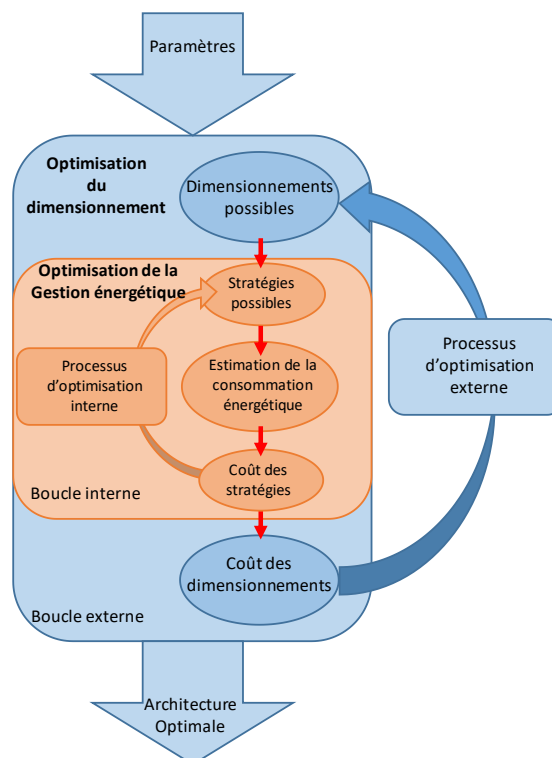 Paramètres
Optimisation
du
dimensionnement
Dimensionnements
possibles
Optimisation de la
Gestion énergétique
Stratégies
possibles
Processus
d'optimisation
interne
Estimation de la
consommation
énergétique
Processus
d'optimisation
externe
Coût des
stratégies
Boucle interne
Coût des
dimensionnements
Boucle externe
Architecture
Optimale